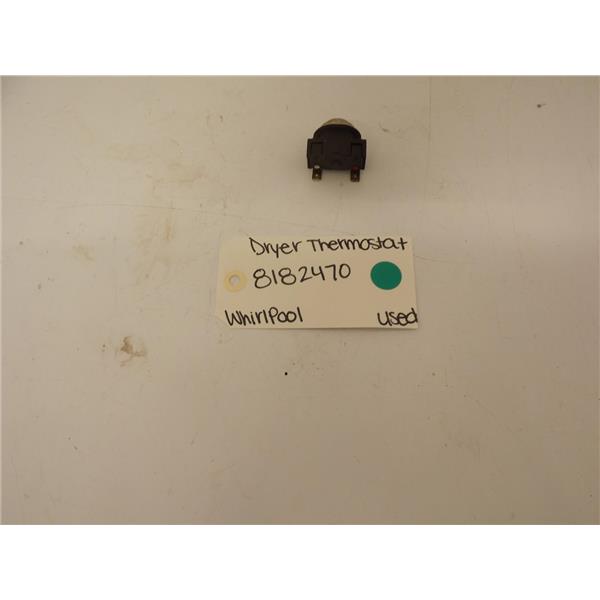 Dryer Thermostat
8182470
Whirlpool used